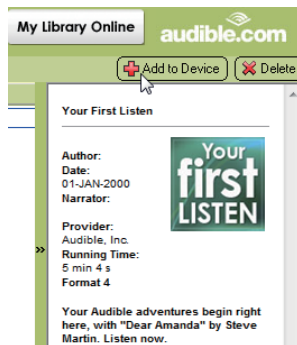 My Library Online
audible.com
Add to Device
Delete
Your First Listen
Author:
Date:
01-JAN-2000
Narrator:
Provider:
Audible, Inc.
Running Time:
5 min 4 s
Format 4
Your
first
LISTEN
»
Your Audible adventures begin right
here, with "Dear Amanda" by Steve
Martin. Listen now.